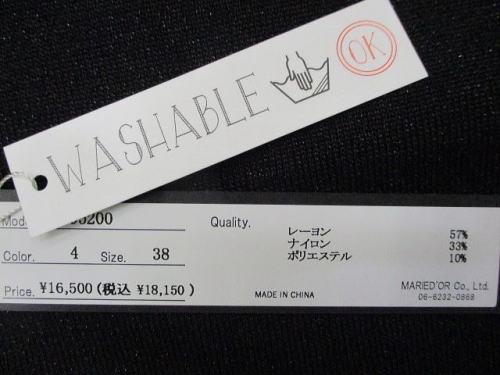 WASHABLE
OK
Quality.
レーヨン 57%
ナイロン 33%
ポリエステル 10%
Color. 4 Size. 38
Price. ¥16,500 (税込 ¥18,150 )
MADE IN CHINA
MARIED'OR Co., Ltd.
06-6232-0868